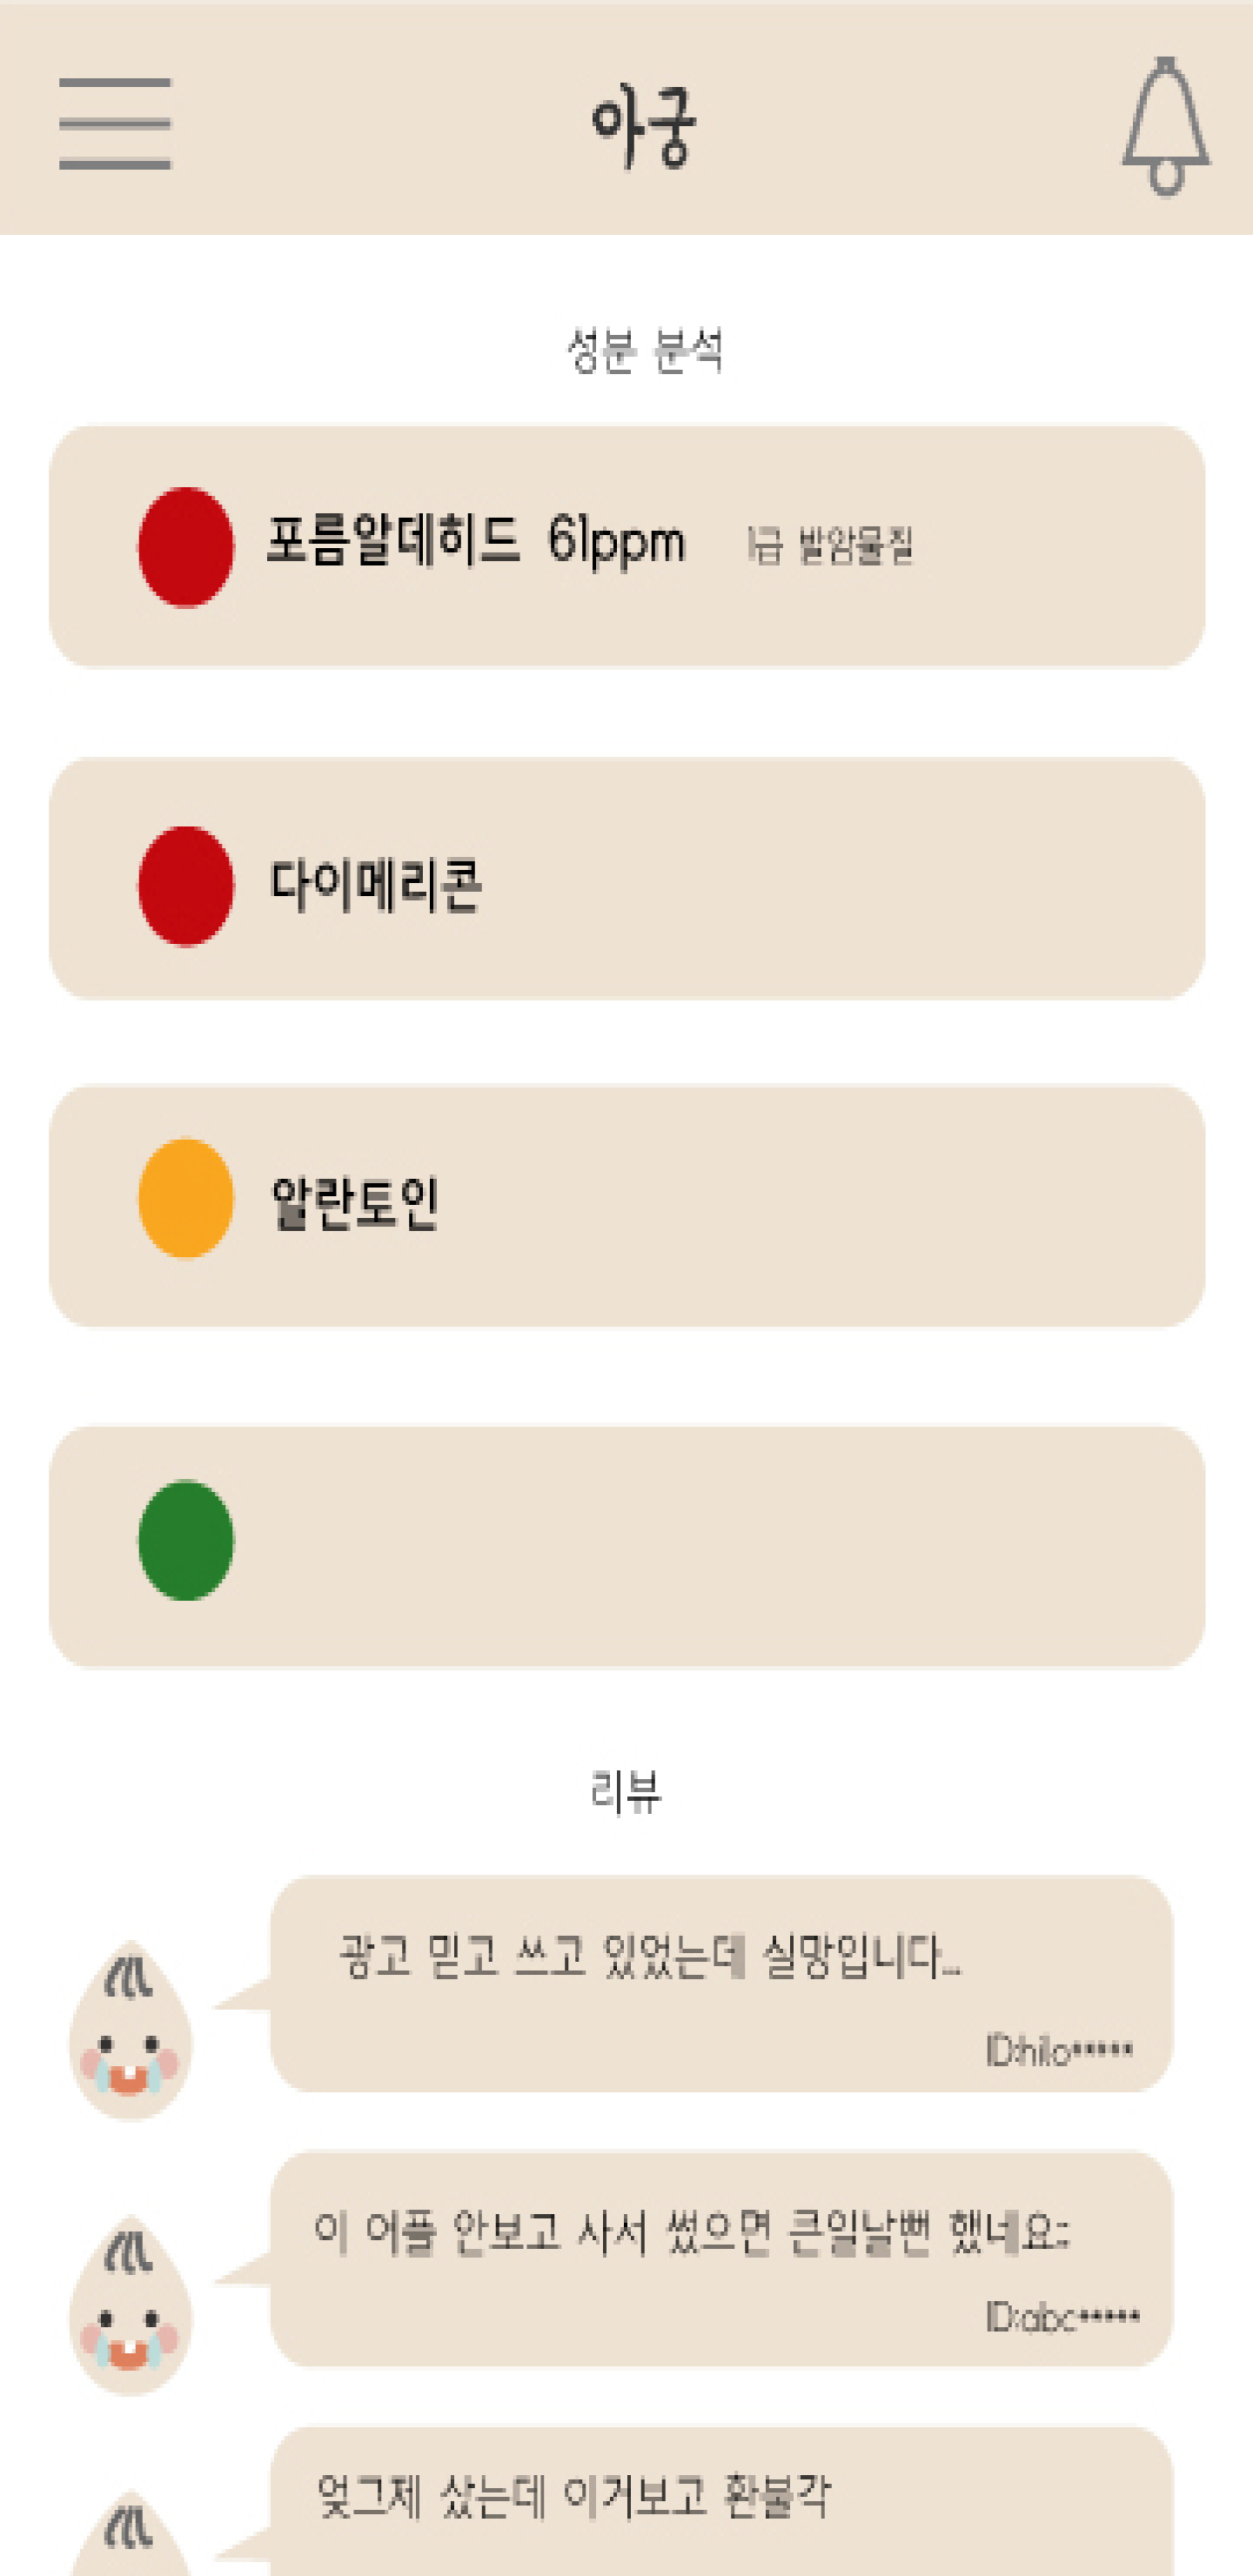 아궁
성분 분석
포름알데히드 61ppm 1급 발암물질
다이메리콘
알란토인
리뷰
광고 믿고 쓰고 있었는데 실망입니다...
ID:hilo*****
이 어플 안보고 사서 썼으면 큰일날뻔 했네요;;
ID:abc*****
엊그제 샀는데 이거보고 환불각